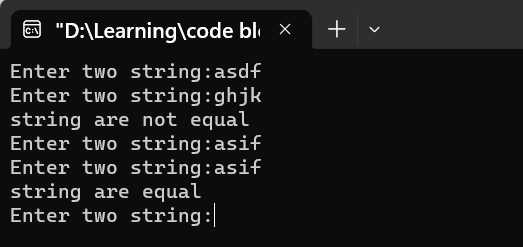 "D:\Learning\code blo
Enter two string:asdf
Enter two string:ghjk
string are not equal
Enter two string:asif
Enter two string:asif
string are equal
Enter two string: